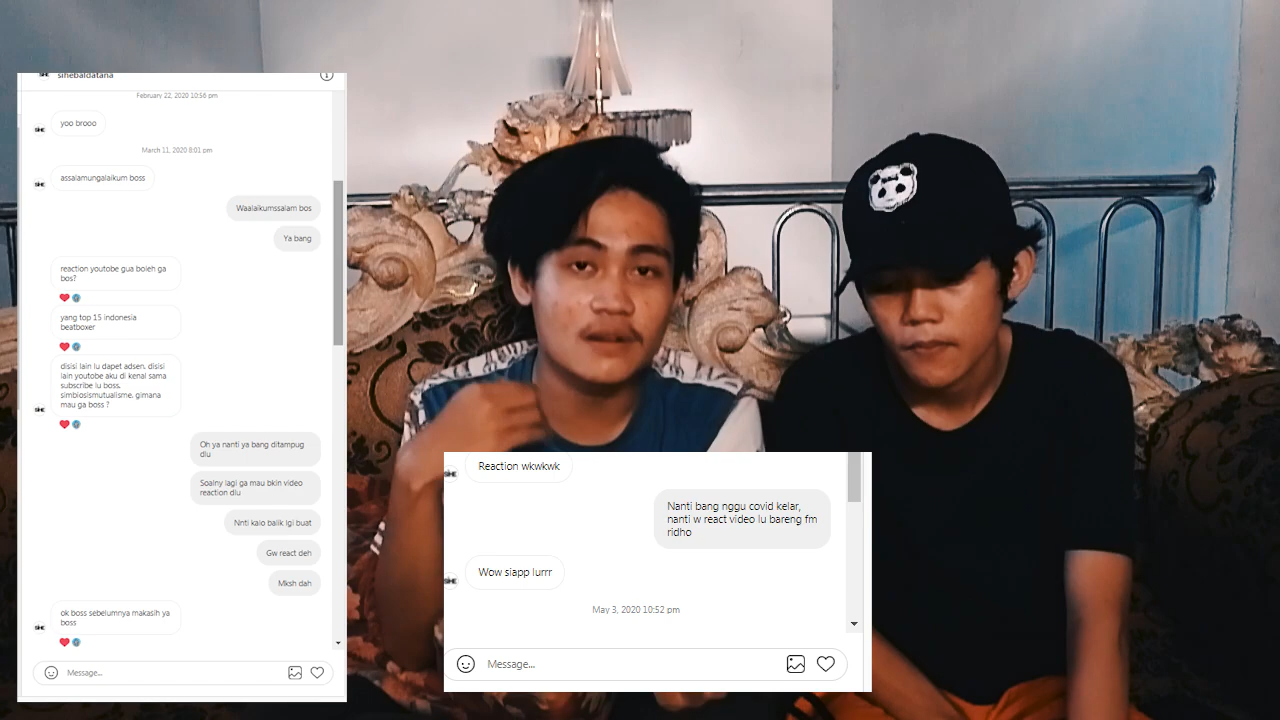 sihebaldatana
February 22, 2020 10:56 pm
yoo brooo
March 11, 2020 8:01 pm
assalamungalaikum boss
Waalaikumssalam bos
Ya bang
reaction youtube gua boleh ga
bos?
yang top 15 indonesia
beatboxer
disisi lain lu dapet adsen, disisi
lain youtube aku di kenal sama
subscribe lu boss.
simbiosismutualisme. gimana
mau ga boss ?
Oh ya nanti ya bang ditampug
dlu
Soalny lagi ga mau bkin video
reaction dlu
Nnti kalo balik lgi buat
Gw react deh
Mksh dah
ok boss sebelumnya makasih ya
boss
Message...
Reaction wkwkwk
Nanti bang nggu covid kelar,
nanti w react video lu bareng fm
ridho
Wow siapp lurrr
May 3, 2020 10:52 pm
Message...